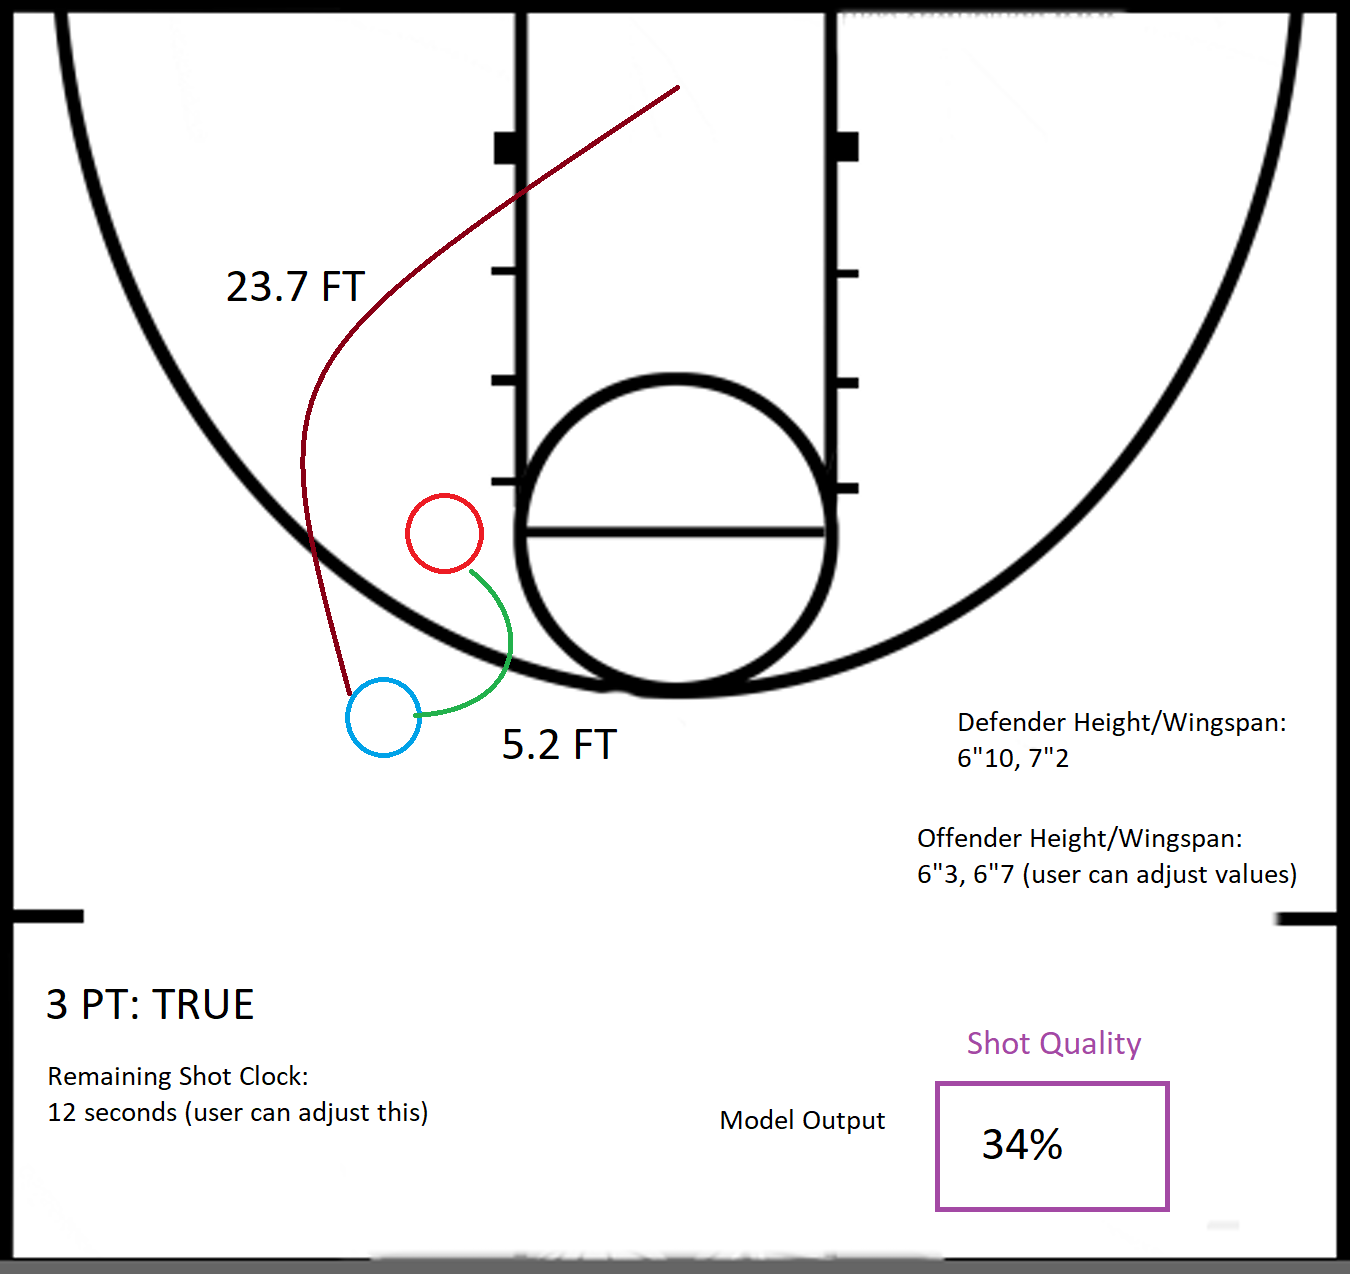 23.7 FT
5.2 FT
Defender Height/Wingspan:
6"10, 7"2
Offender Height/Wingspan:
6"3, 6"7 (user can adjust values)
3 PT: TRUE
Remaining Shot Clock:
12 seconds (user can adjust this)
Shot Quality
Model Output
34%